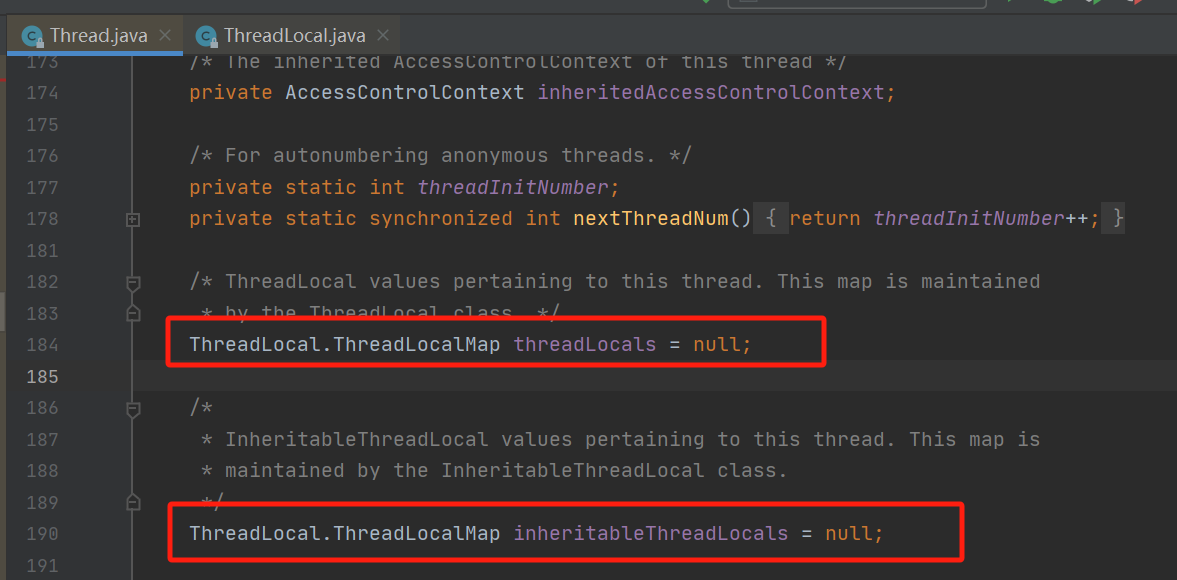 Thread.java
ThreadLocal.java
173 /* The inherited AccessControlContext of this thread */
174 private AccessControlContext inheritedAccessControlContext;
175
176 /* For autonumbering anonymous threads. */
177 private static int threadInitNumber;
178 private static synchronized int nextThreadNum() { return threadInitNumber++; }
181
182 /* ThreadLocal values pertaining to this thread. This map is maintained
183 * by the ThreadLocal class. */
184 ThreadLocal.ThreadLocalMap threadLocals = null;
185
186 /*
187 * InheritableThreadLocal values pertaining to this thread. This map is
188 * maintained by the InheritableThreadLocal class.
189 */
190 ThreadLocal.ThreadLocalMap inheritableThreadLocals = null;
191